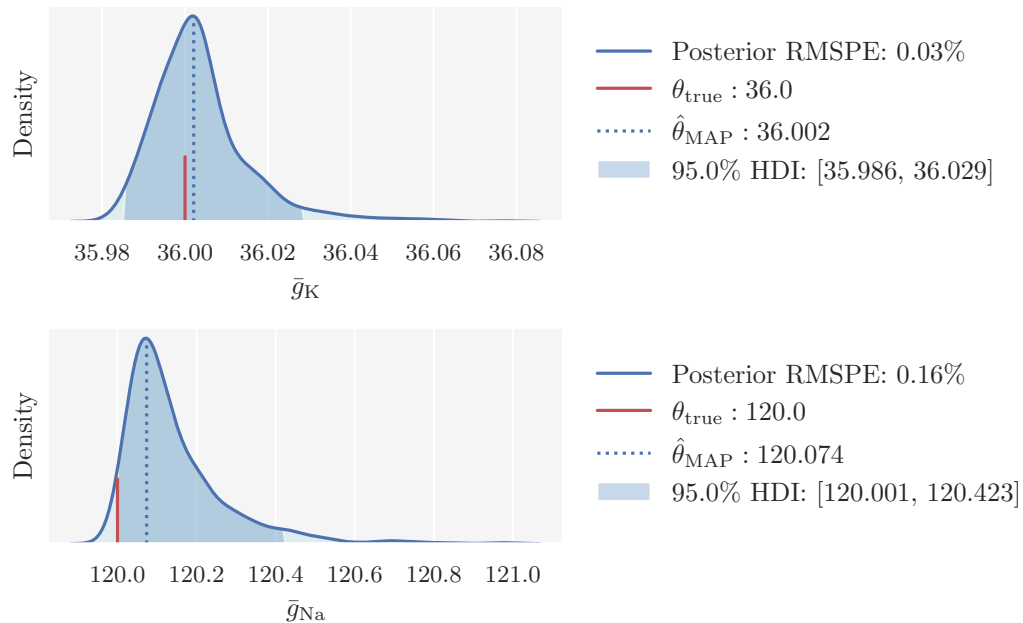 Density
35.98 36.00 36.02 36.04 36.06 36.08
ḡ_K
Posterior RMSPE: 0.03%
θ_true : 36.0
θ̂_MAP : 36.002
95.0% HDI: [35.986, 36.029]
Density
120.0 120.2 120.4 120.6 120.8 121.0
ḡ_Na
Posterior RMSPE: 0.16%
θ_true : 120.0
θ̂_MAP : 120.074
95.0% HDI: [120.001, 120.423]